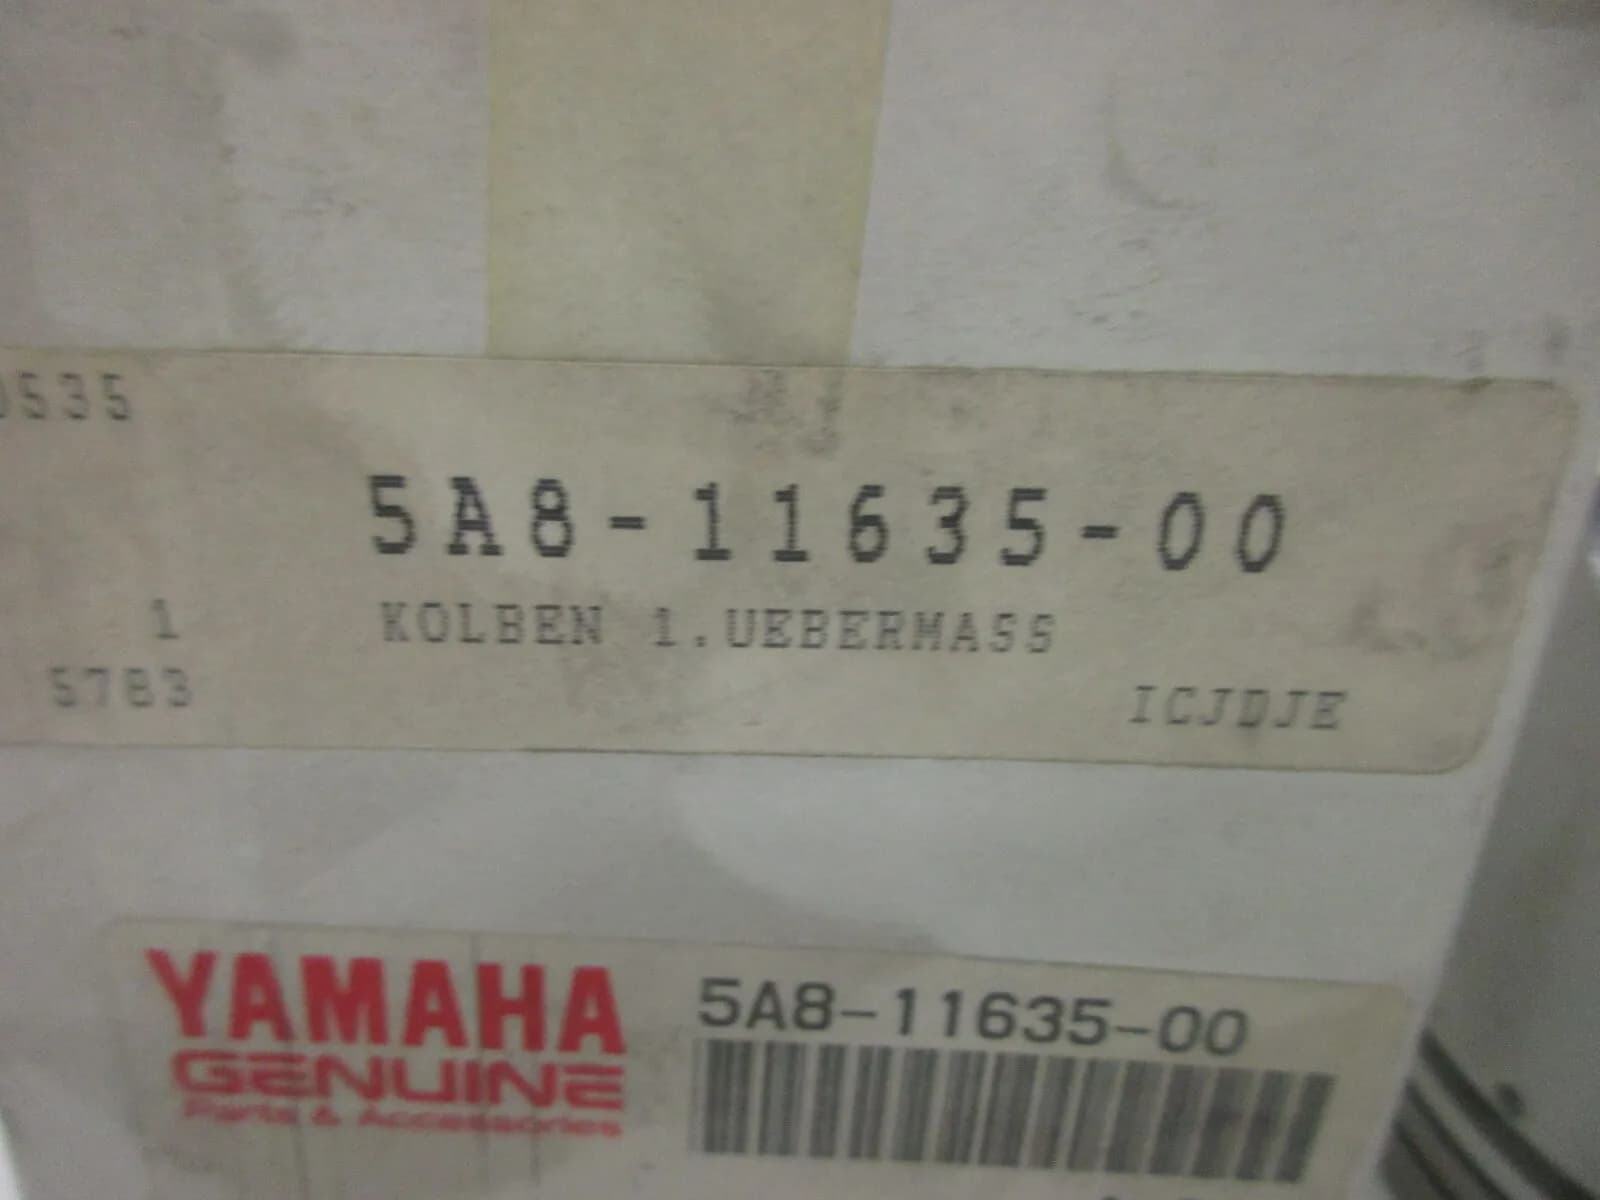 0535
5A8-11635-00
1 KOLBEN 1.UEBERMASS
5783
ICJDJE
YAMAHA
GENUINE
Parts & Accessories
5A8-11635-00